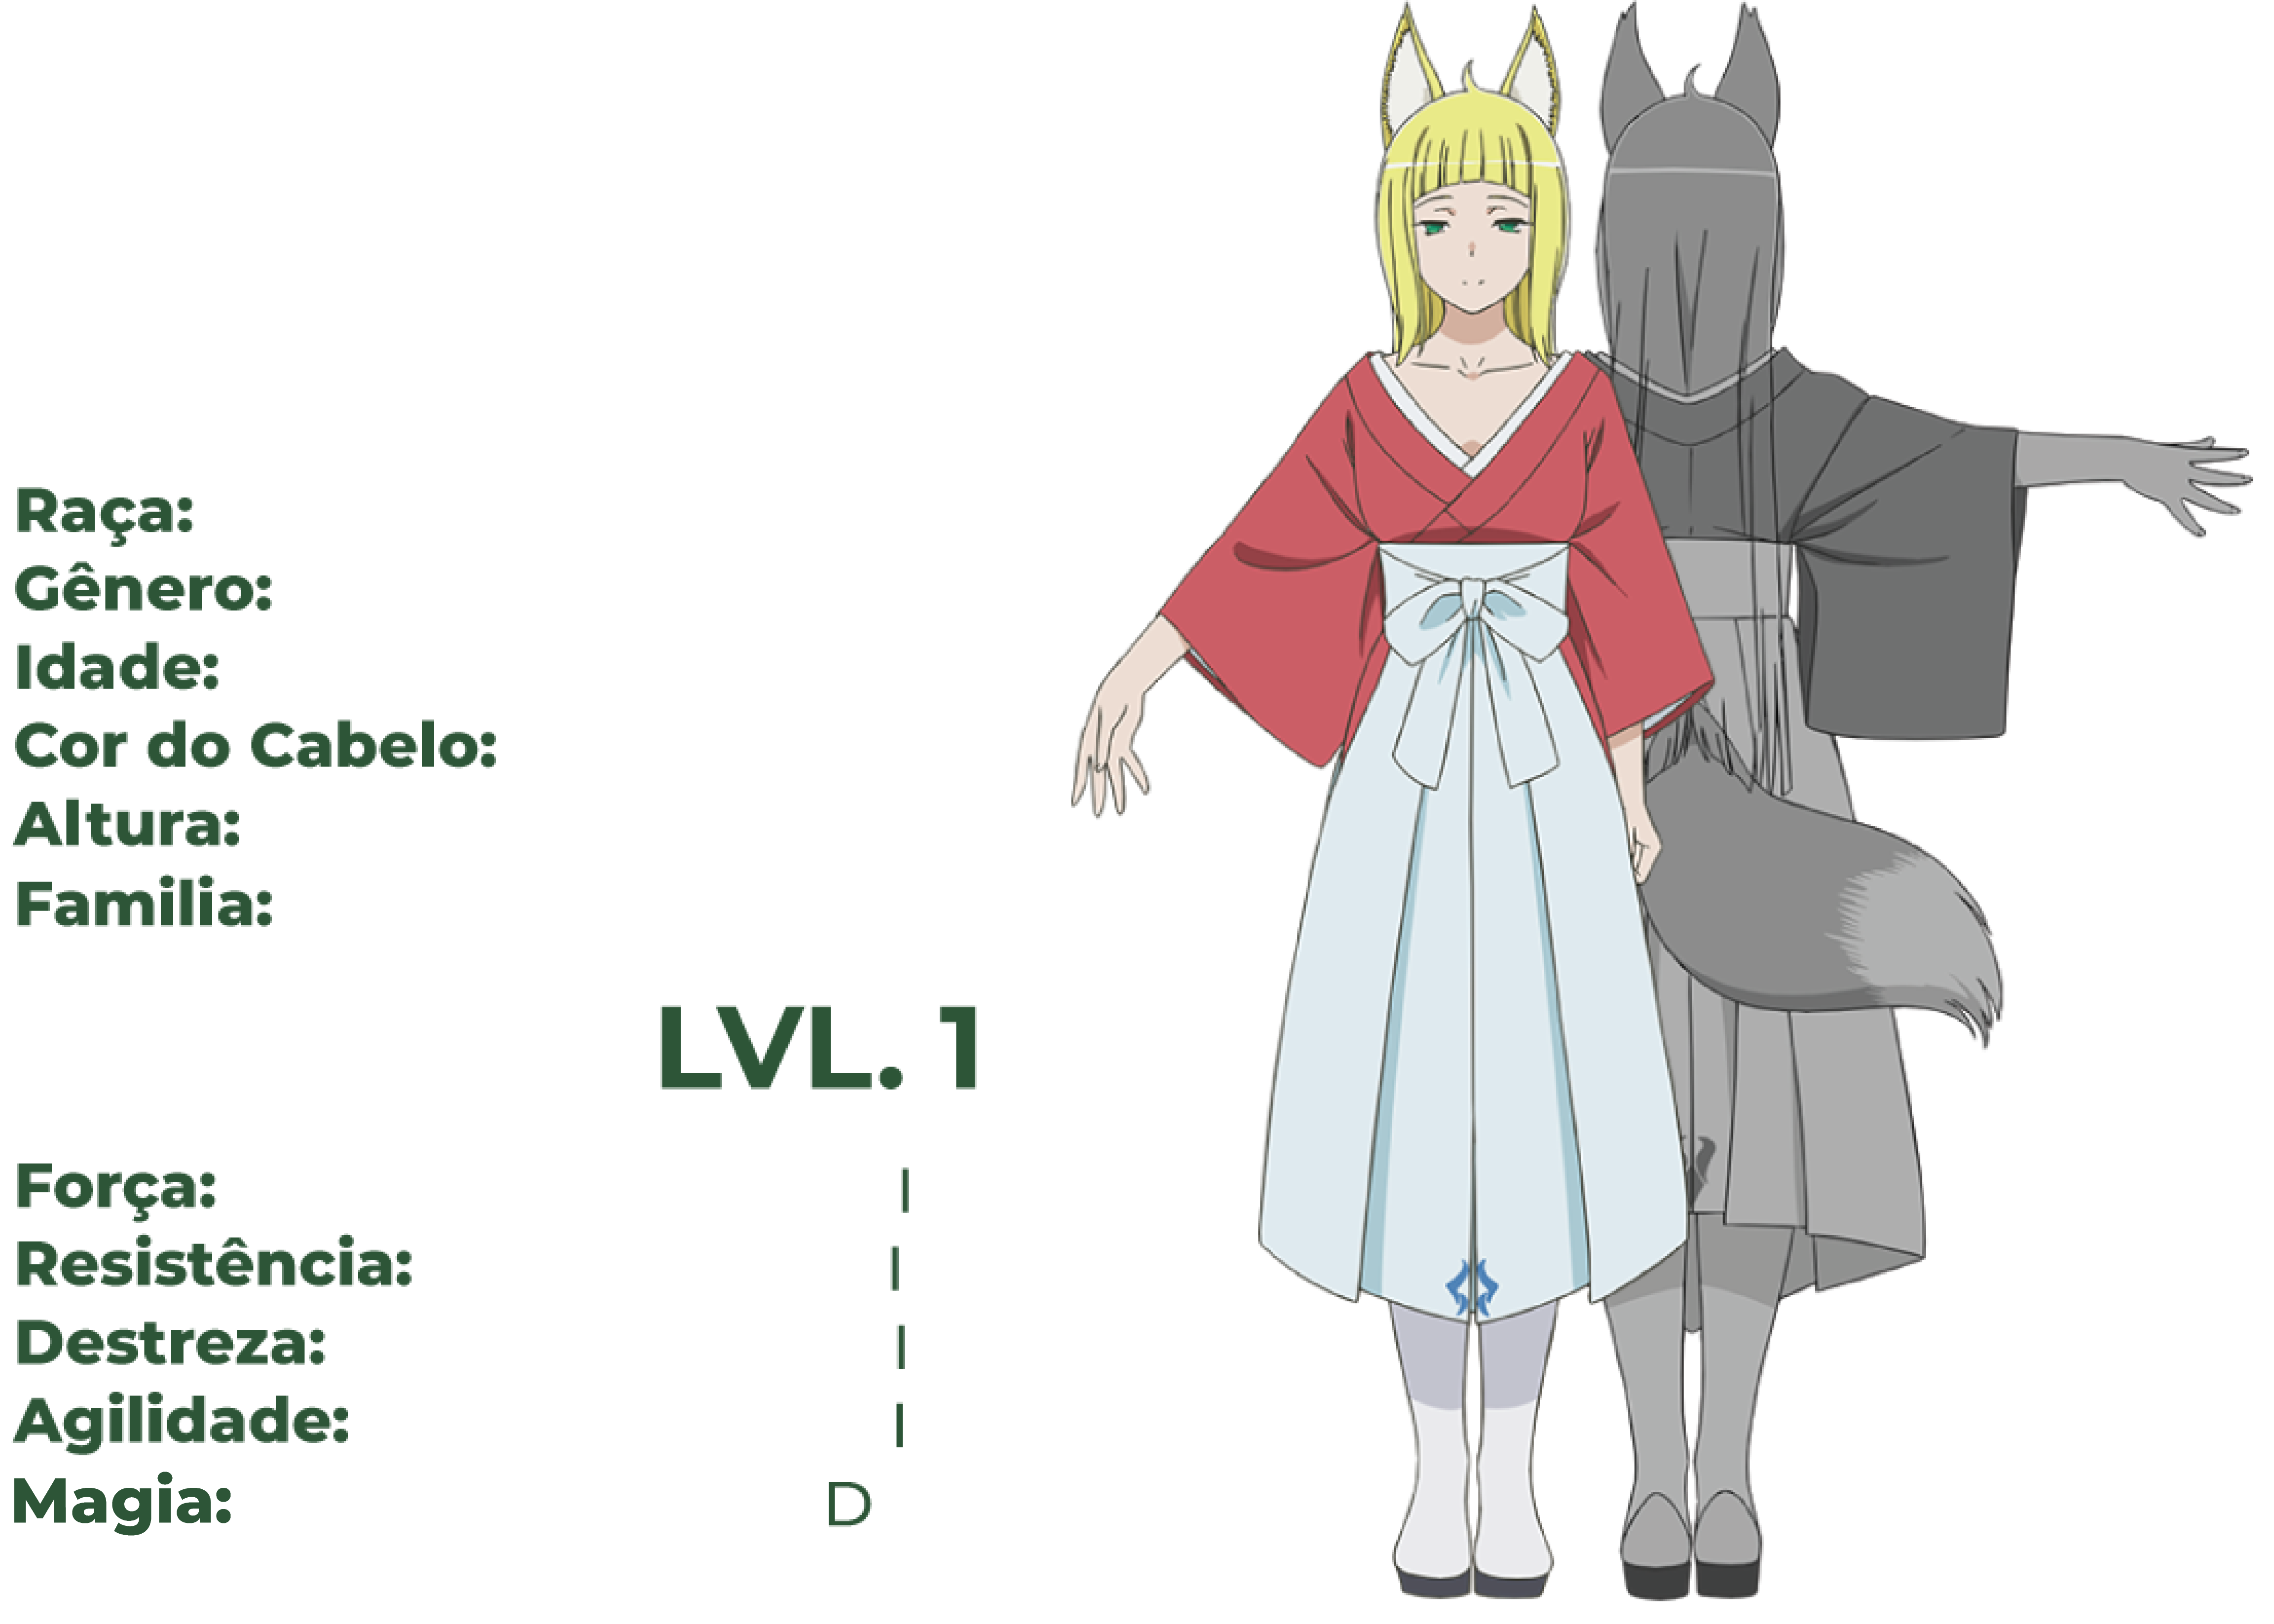 Raça:
Gênero:
Idade:
Cor do Cabelo:
Altura:
Familia:
LVL. 1
Força: I
Resistência: I
Destreza: I
Agilidade: I
Magia: D